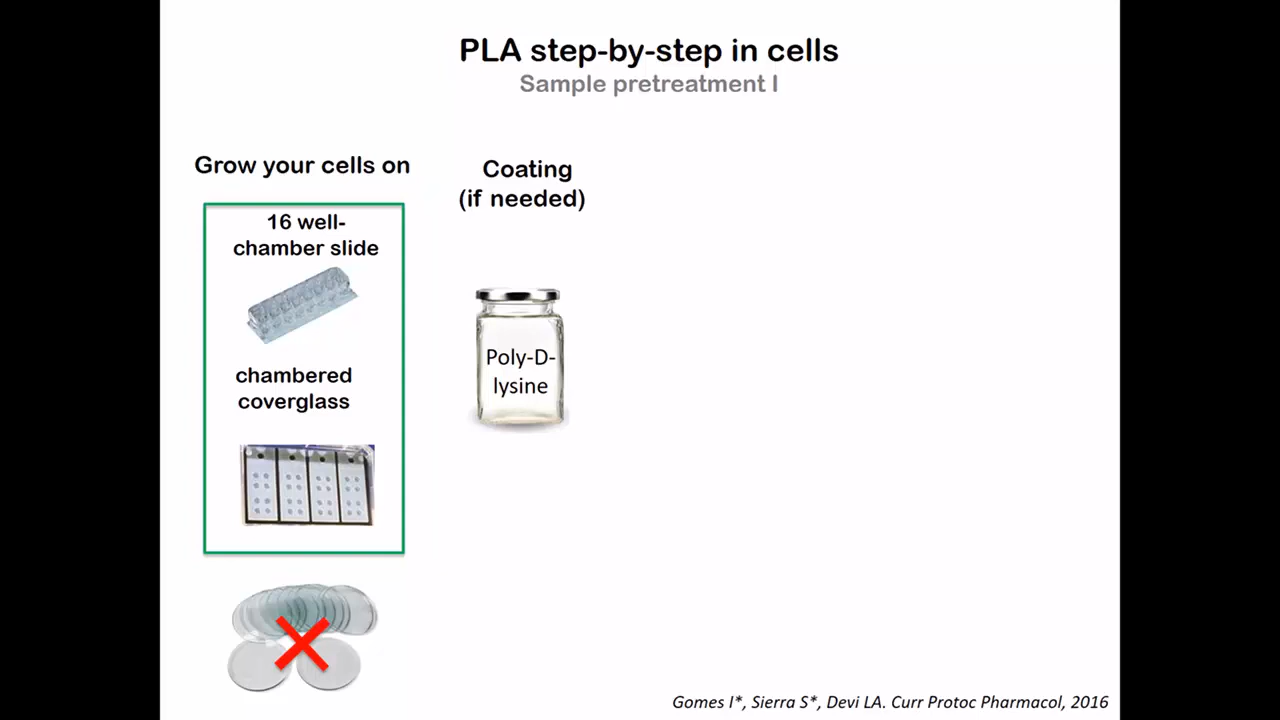 PLA step-by-step in cells
Sample pretreatment I
Grow your cells on
16 well-
chamber slide
chambered
coverglass
Coating
(if needed)
Poly-D-
lysine
Gomes I*, Sierra S*, Devi LA. Curr Protoc Pharmacol, 2016